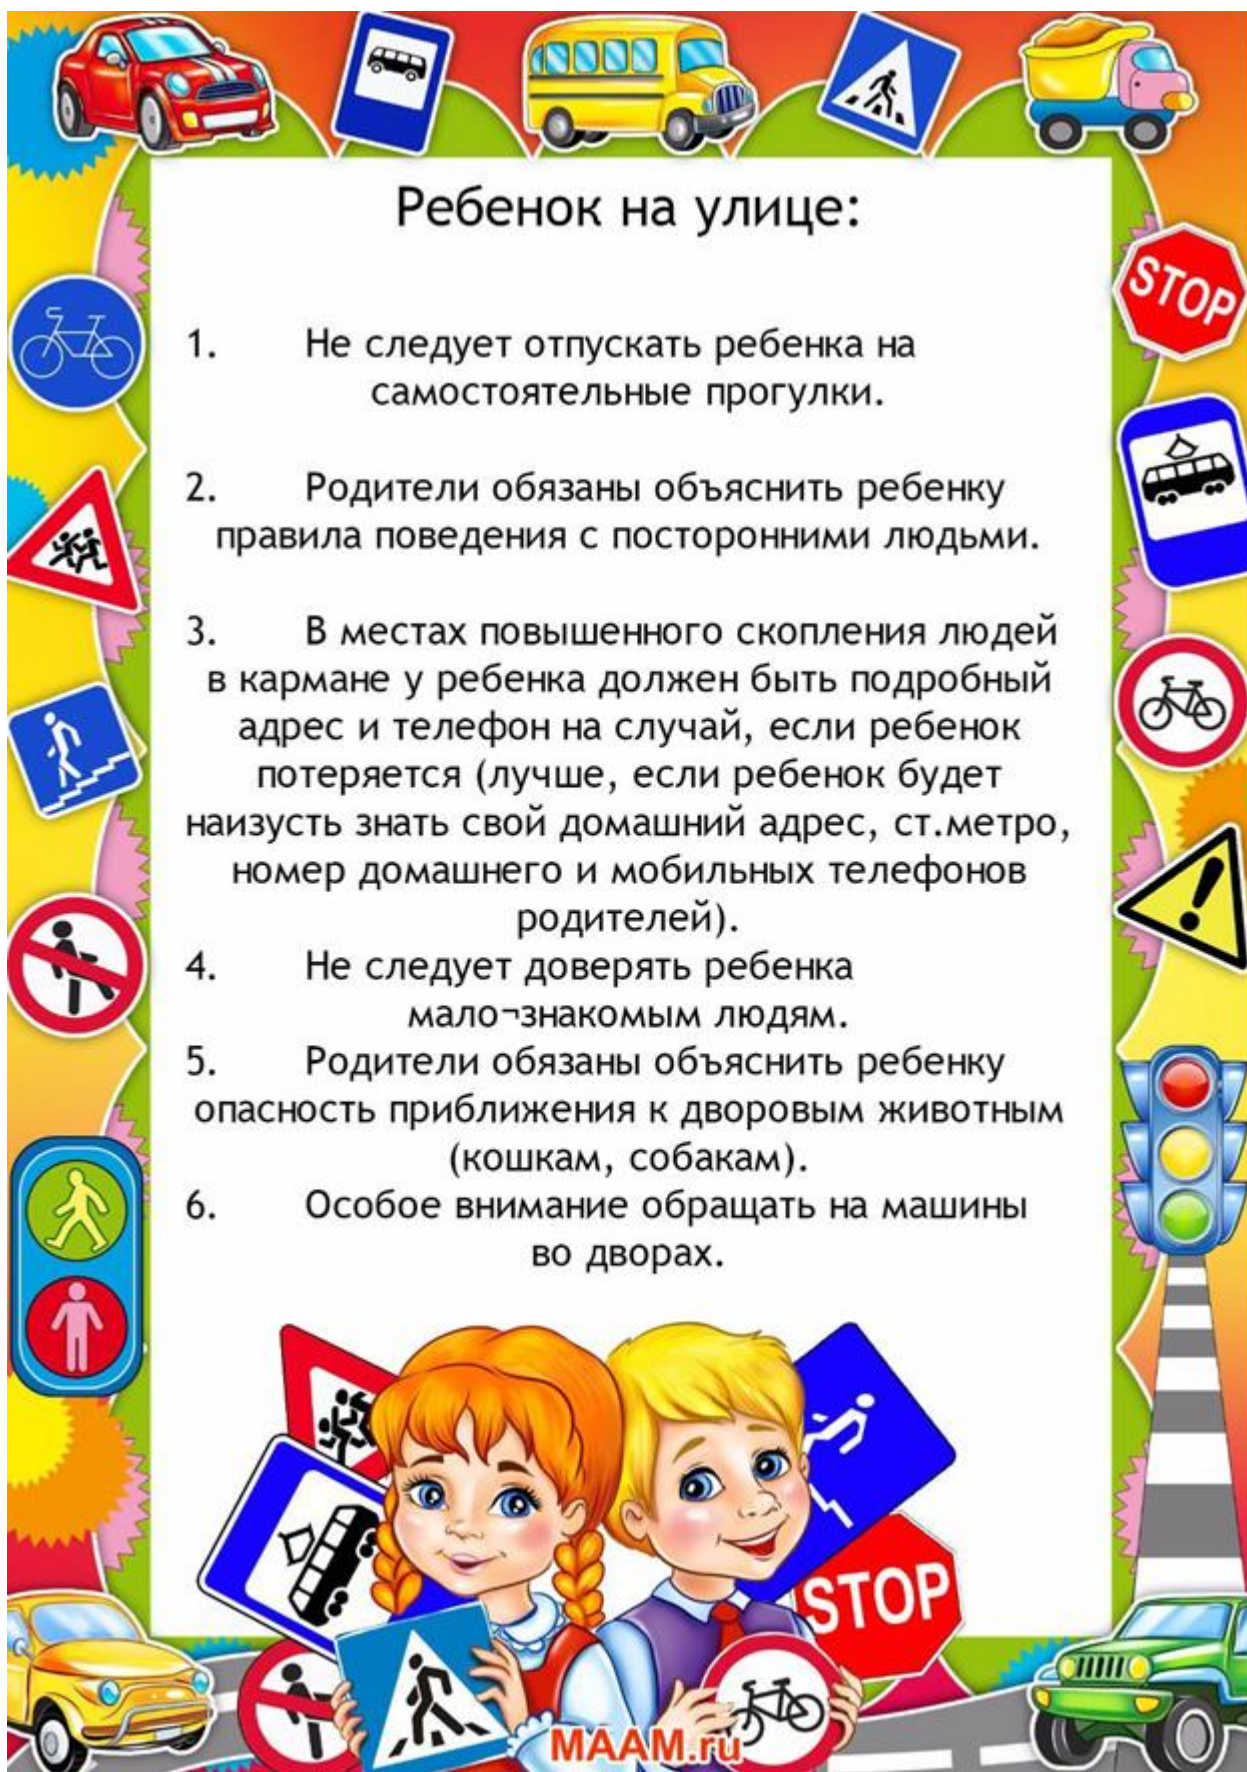 Ребенок на улице:
STOP
1. Не следует отпускать ребенка на
самостоятельные прогулки.
2. Родители обязаны объяснить ребенку
правила поведения с посторонними людьми.
3. В местах повышенного скопления людей
в кармане у ребенка должен быть подробный
адрес и телефон на случай, если ребенок
потеряется (лучше, если ребенок будет
наизусть знать свой домашний адрес, ст.метро,
номер домашнего и мобильных телефонов
родителей).
4. Не следует доверять ребенка
мало¬знакомым людям.
5. Родители обязаны объяснить ребенку
опасность приближения к дворовым животным
(кошкам, собакам).
6. Особое внимание обращать на машины
во дворах.
STOP
MAAM.ru